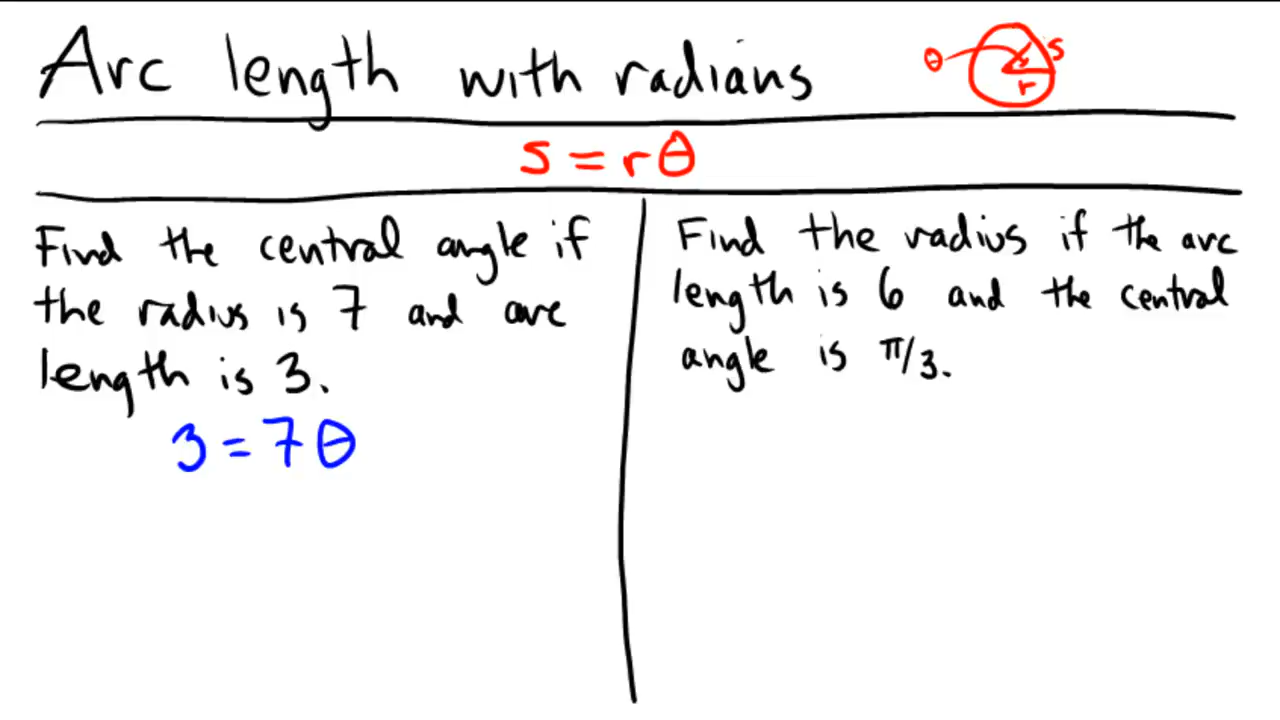 Arc length with radians
θ s
r
s = rθ
Find the central angle if
the radius is 7 and arc
length is 3.
3 = 7θ
Find the radius if the arc
length is 6 and the central
angle is π/3.